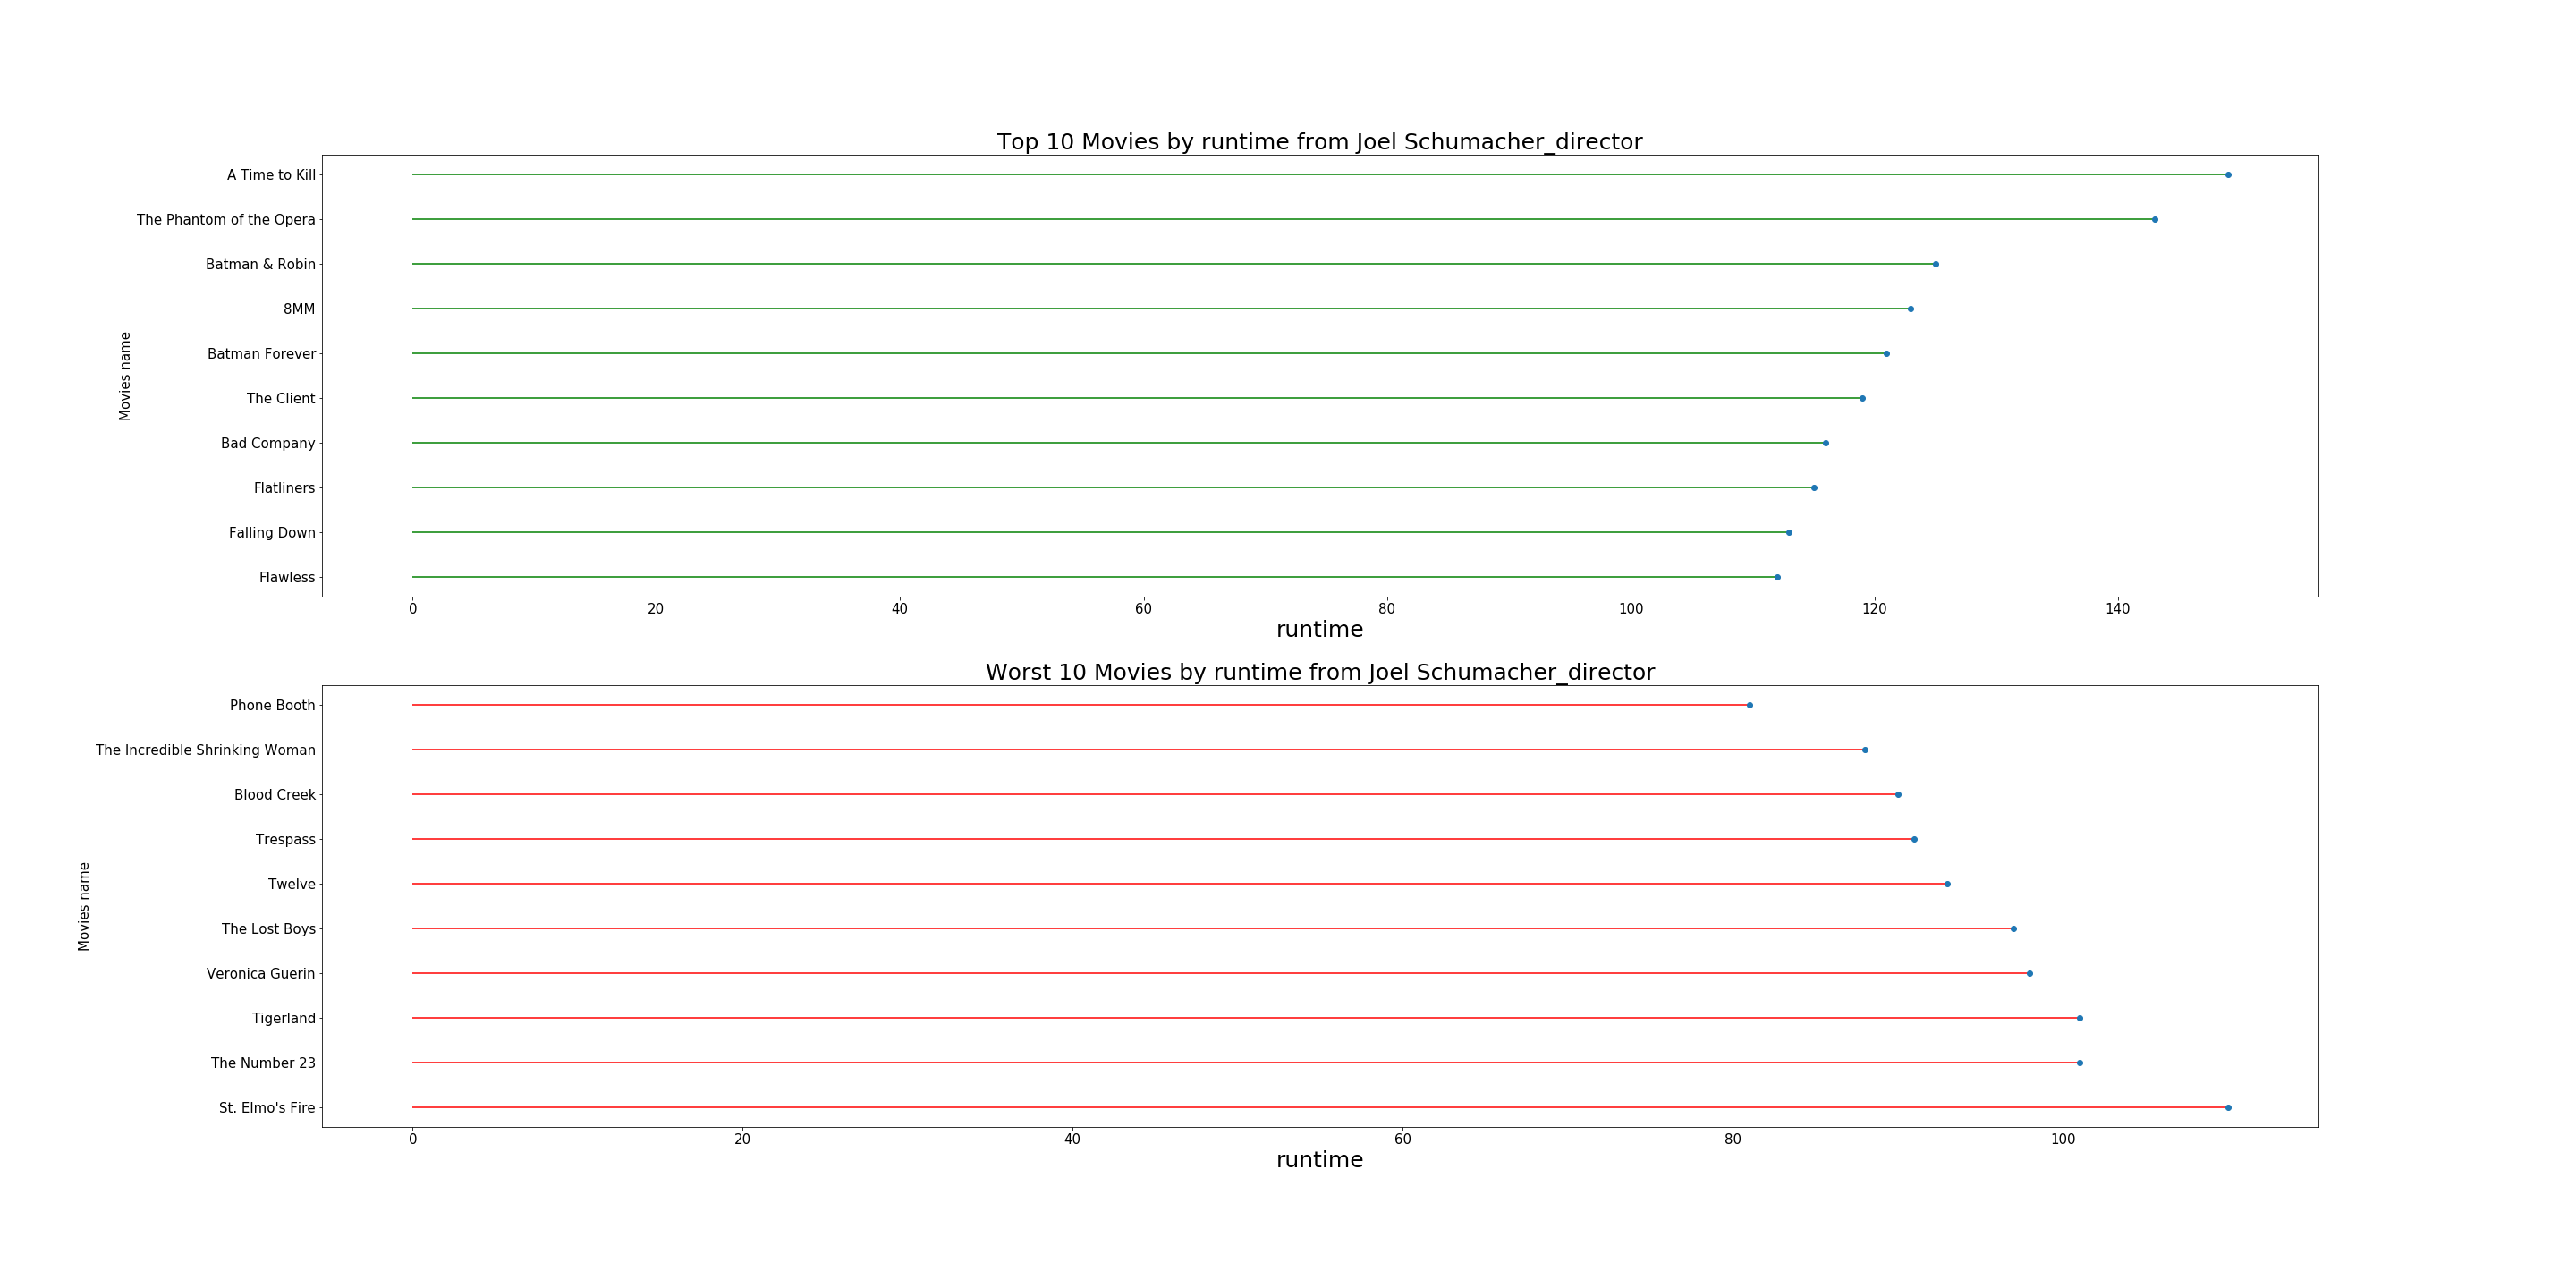 Top 10 Movies by runtime from Joel Schumacher_director
Movies name
A Time to Kill
The Phantom of the Opera
Batman & Robin
8MM
Batman Forever
The Client
Bad Company
Flatliners
Falling Down
Flawless
0 20 40 60 80 100 120 140
runtime
Worst 10 Movies by runtime from Joel Schumacher_director
Movies name
Phone Booth
The Incredible Shrinking Woman
Blood Creek
Trespass
Twelve
The Lost Boys
Veronica Guerin
Tigerland
The Number 23
St. Elmo's Fire
0 20 40 60 80 100
runtime